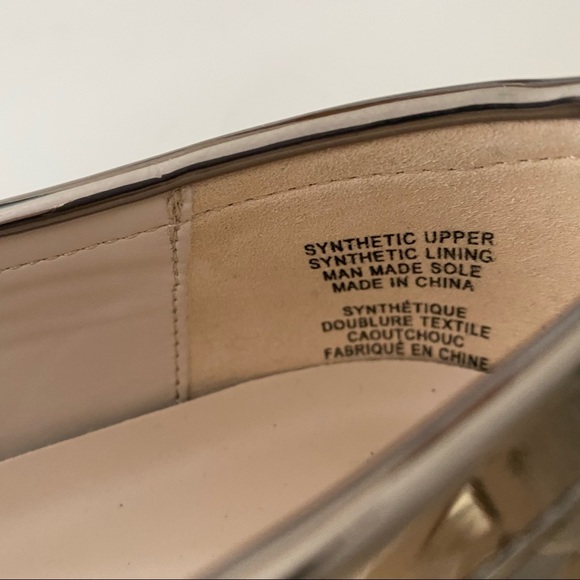 SYNTHETIC UPPER
SYNTHETIC LINING
MAN MADE SOLE
MADE IN CHINA
SYNTHÉTIQUE
DOUBLURE TEXTILE
CAOUTCHOUC
FABRIQUÉ EN CHINE